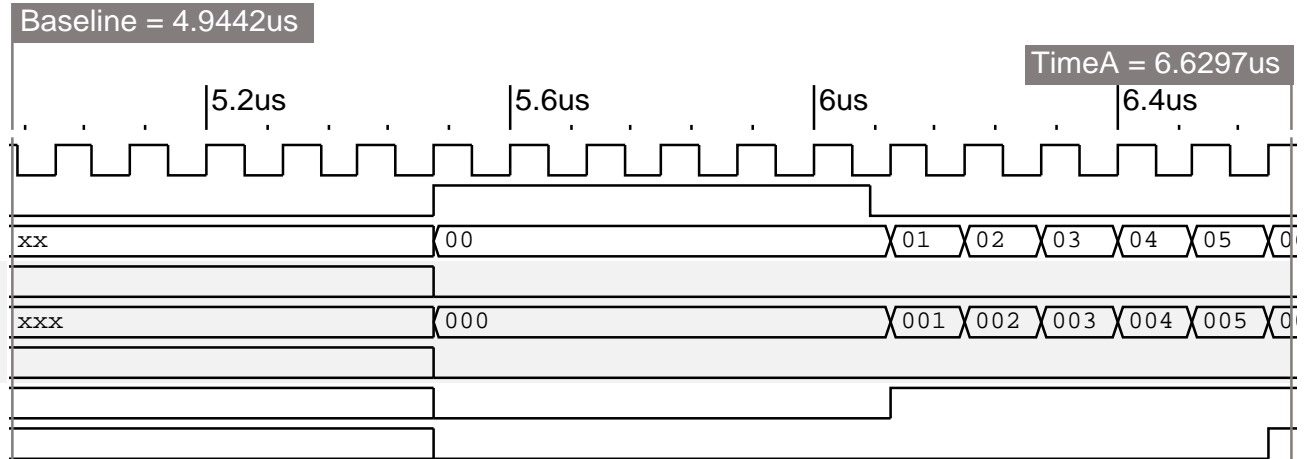 Baseline = 4.9442us
TimeA = 6.6297us
5.2us 5.6us 6us 6.4us
xx 00 01 02 03 04 05
xxx 000 001 002 003 004 005